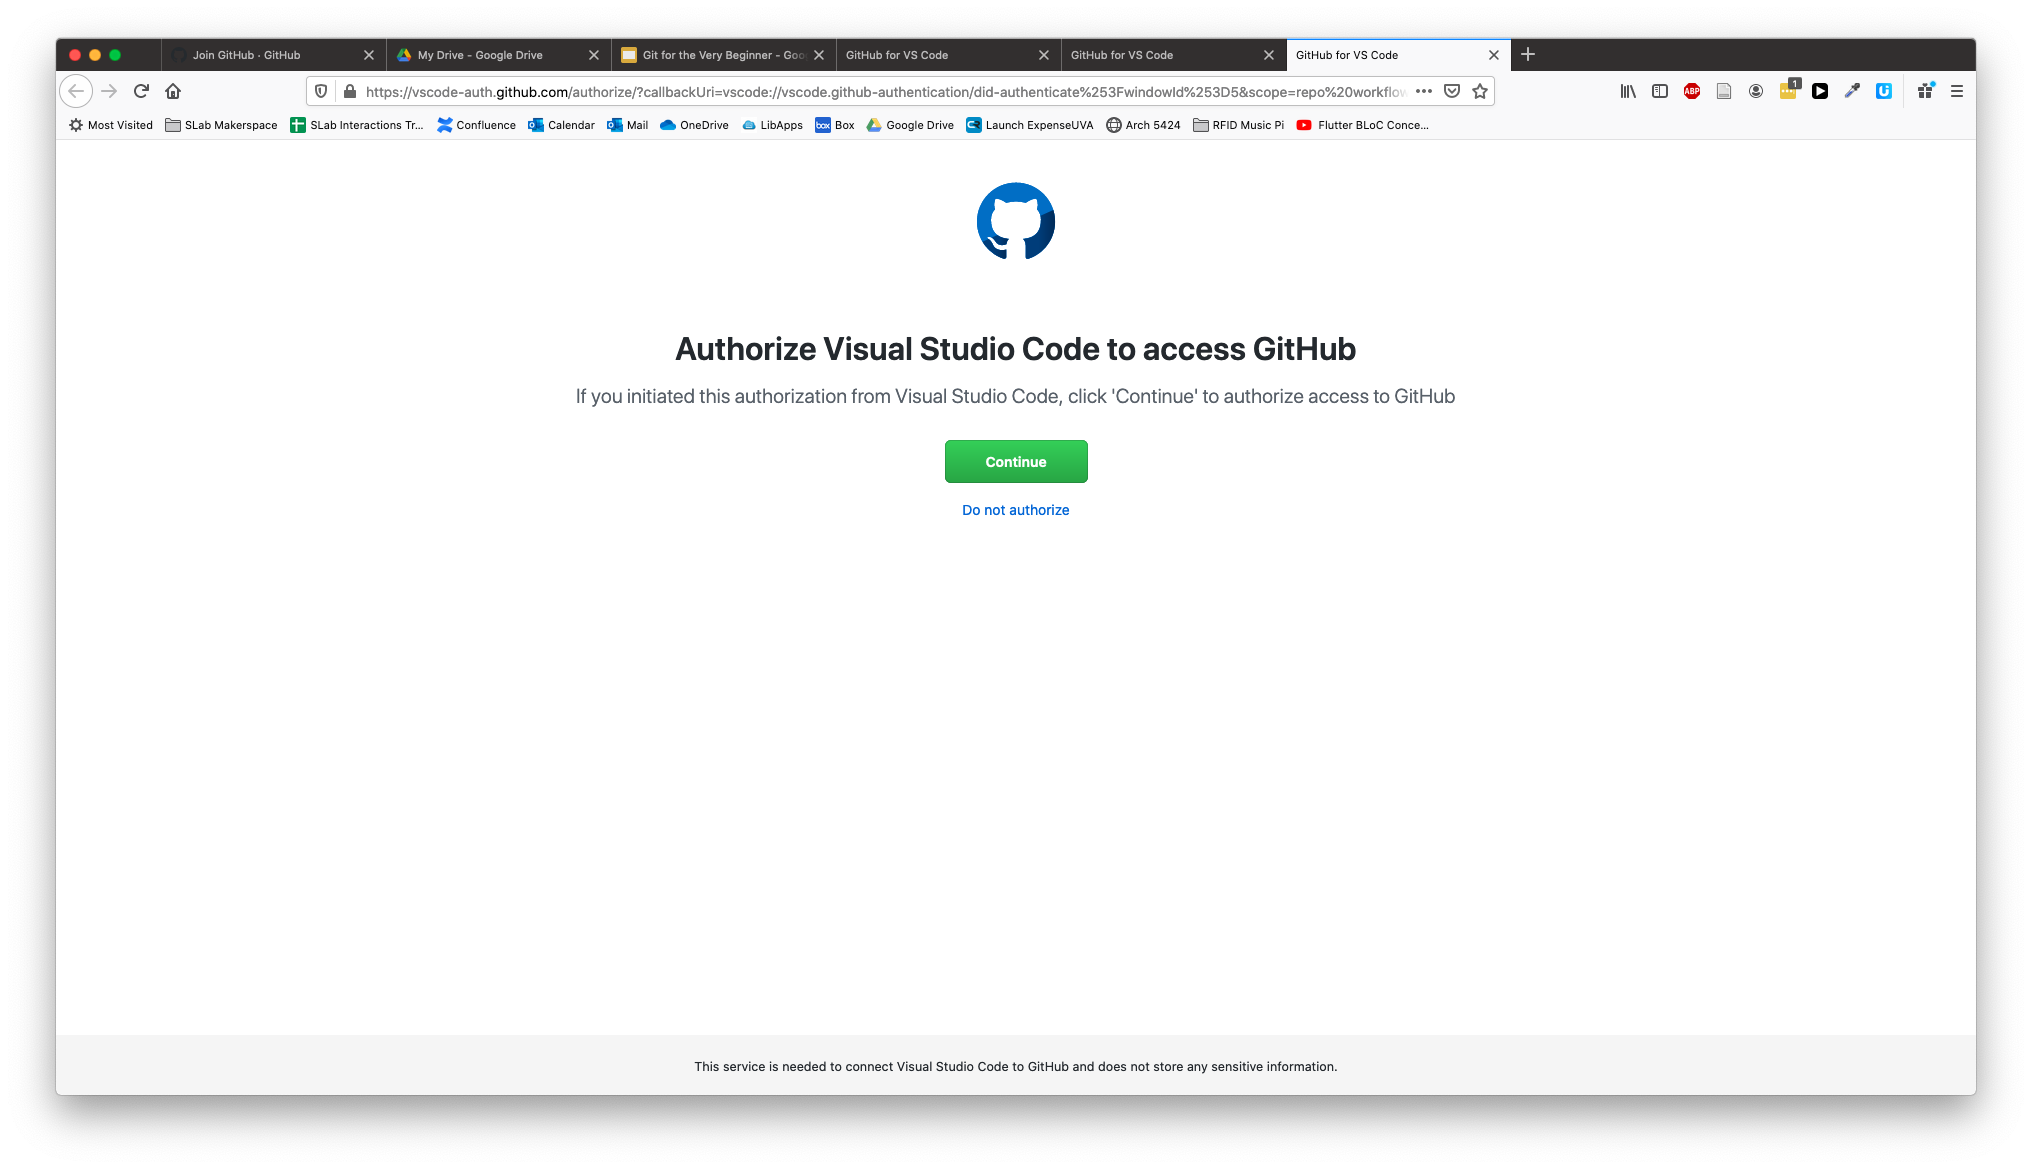 Join GitHub · GitHub
My Drive - Google Drive
Git for the Very Beginner - Goo
GitHub for VS Code
GitHub for VS Code
GitHub for VS Code
https://vscode-auth.github.com/authorize/?callbackUri=vscode://vscode.github-authentication/did-authenticate%253FwindowId%253D5&scope=repo%20workflow
ABP
1
Most Visited
SLab Makerspace
SLab Interactions Tr...
Confluence
Calendar
Mail
OneDrive
LibApps
box
Box
Google Drive
Launch ExpenseUVA
Arch 5424
RFID Music Pi
Flutter BLoC Conce...
Authorize Visual Studio Code to access GitHub
If you initiated this authorization from Visual Studio Code, click 'Continue' to authorize access to GitHub
Continue
Do not authorize
This service is needed to connect Visual Studio Code to GitHub and does not store any sensitive information.